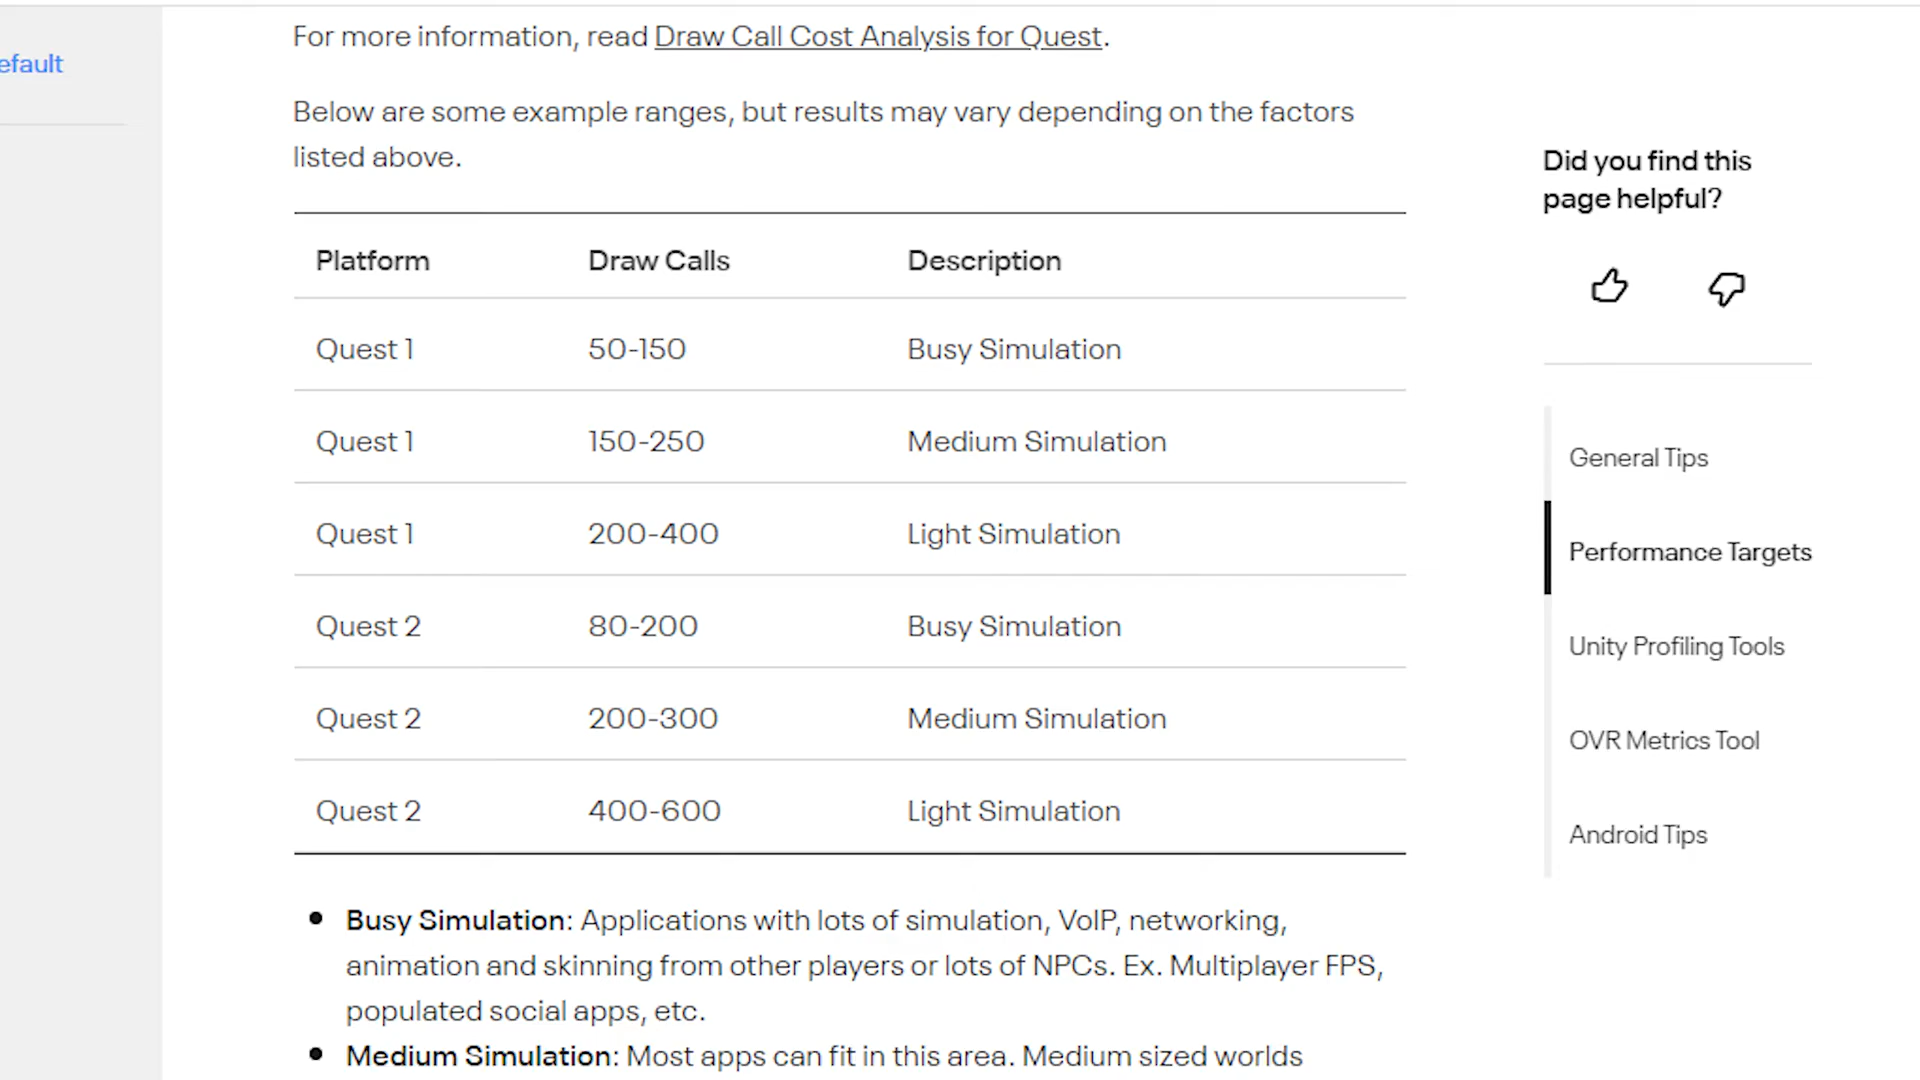 efault
For more information, read Draw Call Cost Analysis for Quest.
Below are some example ranges, but results may vary depending on the factors
listed above.
Platform Draw Calls Description
Quest 1 50-150 Busy Simulation
Quest 1 150-250 Medium Simulation
Quest 1 200-400 Light Simulation
Quest 2 80-200 Busy Simulation
Quest 2 200-300 Medium Simulation
Quest 2 400-600 Light Simulation
• Busy Simulation: Applications with lots of simulation, VoIP, networking,
animation and skinning from other players or lots of NPCs. Ex. Multiplayer FPS,
populated social apps, etc.
• Medium Simulation: Most apps can fit in this area. Medium sized worlds
Did you find this
page helpful?
General Tips
Performance Targets
Unity Profiling Tools
OVR Metrics Tool
Android Tips